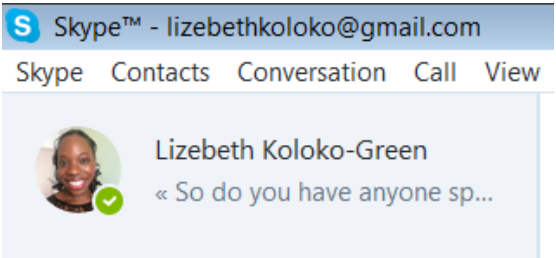 Skype™ - lizebethkoloko@gmail.com
Skype Contacts Conversation Call View
Lizebeth Koloko-Green
« So do you have anyone sp...